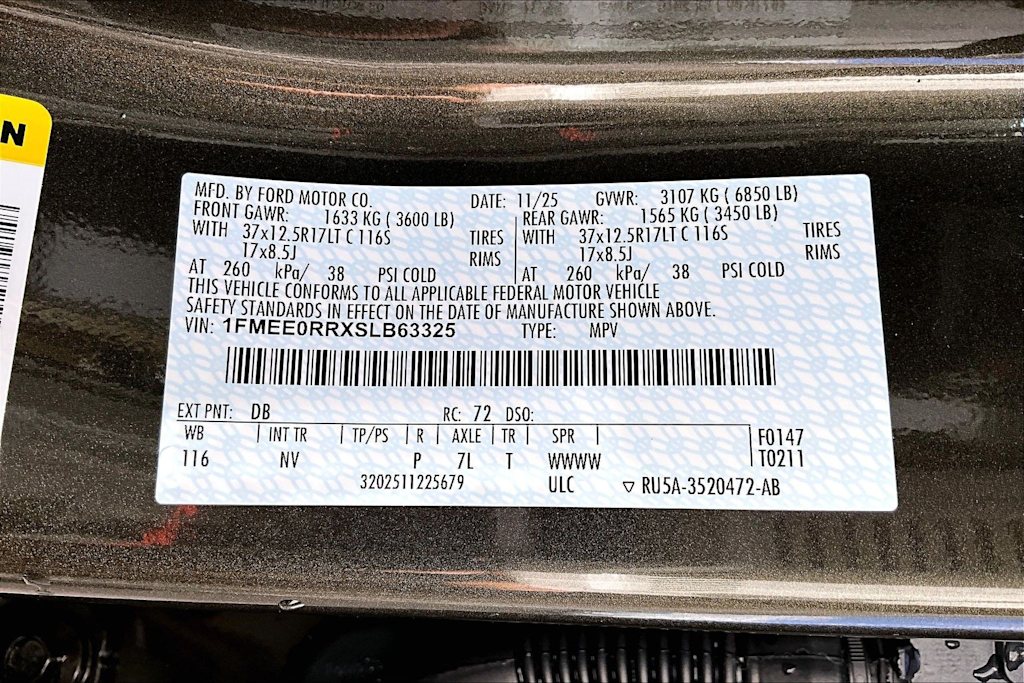 N
MFD. BY FORD MOTOR CO. DATE: 11/25 GVWR: 3107 KG ( 6850 LB)
FRONT GAWR: 1633 KG ( 3600 LB) REAR GAWR: 1565 KG ( 3450 LB)
WITH 37x12.5R17LT C 116S TIRES WITH 37x12.5R17LT C 116S TIRES
17x8.5J RIMS 17x8.5J RIMS
AT 260 kPa/ 38 PSI COLD AT 260 kPa/ 38 PSI COLD
THIS VEHICLE CONFORMS TO ALL APPLICABLE FEDERAL MOTOR VEHICLE
SAFETY STANDARDS IN EFFECT ON THE DATE OF MANUFACTURE SHOWN ABOVE.
VIN: 1FMEE0RRXSLB63325 TYPE: MPV
EXT PNT: DB RC: 72 DSO:
WB INT TR TP/PS R AXLE TR SPR F0147
116 NV P 7L T WWWW T0211
3202511225679 ULC ▽ RU5A-3520472-AB